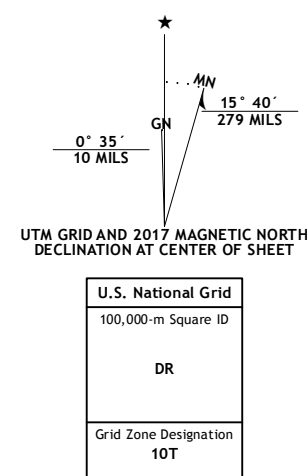 MN
GN
15° 40´
279 MILS
0° 35´
10 MILS
UTM GRID AND 2017 MAGNETIC NORTH
DECLINATION AT CENTER OF SHEET
U.S. National Grid
100,000-m Square ID
DR
Grid Zone Designation
10T